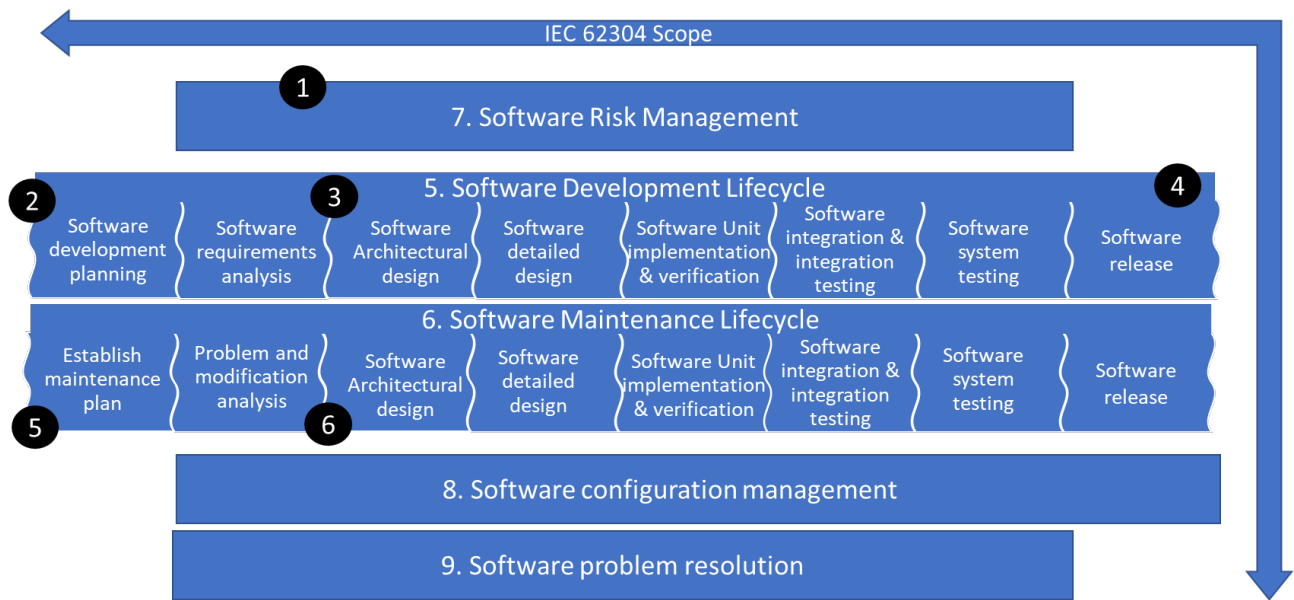 IEC 62304 Scope
1
7. Software Risk Management
2
3
5. Software Development Lifecycle
4
Software
development
planning
Software
requirements
analysis
Software
Architectural
design
Software
detailed
design
Software Unit
implementation
& verification
Software
integration &
integration
testing
Software
system
testing
Software
release
6. Software Maintenance Lifecycle
Establish
maintenance
plan
Problem and
modification
analysis
Software
Architectural
design
Software
detailed
design
Software Unit
implementation
& verification
Software
integration &
integration
testing
Software
system
testing
Software
release
5
6
8. Software configuration management
9. Software problem resolution